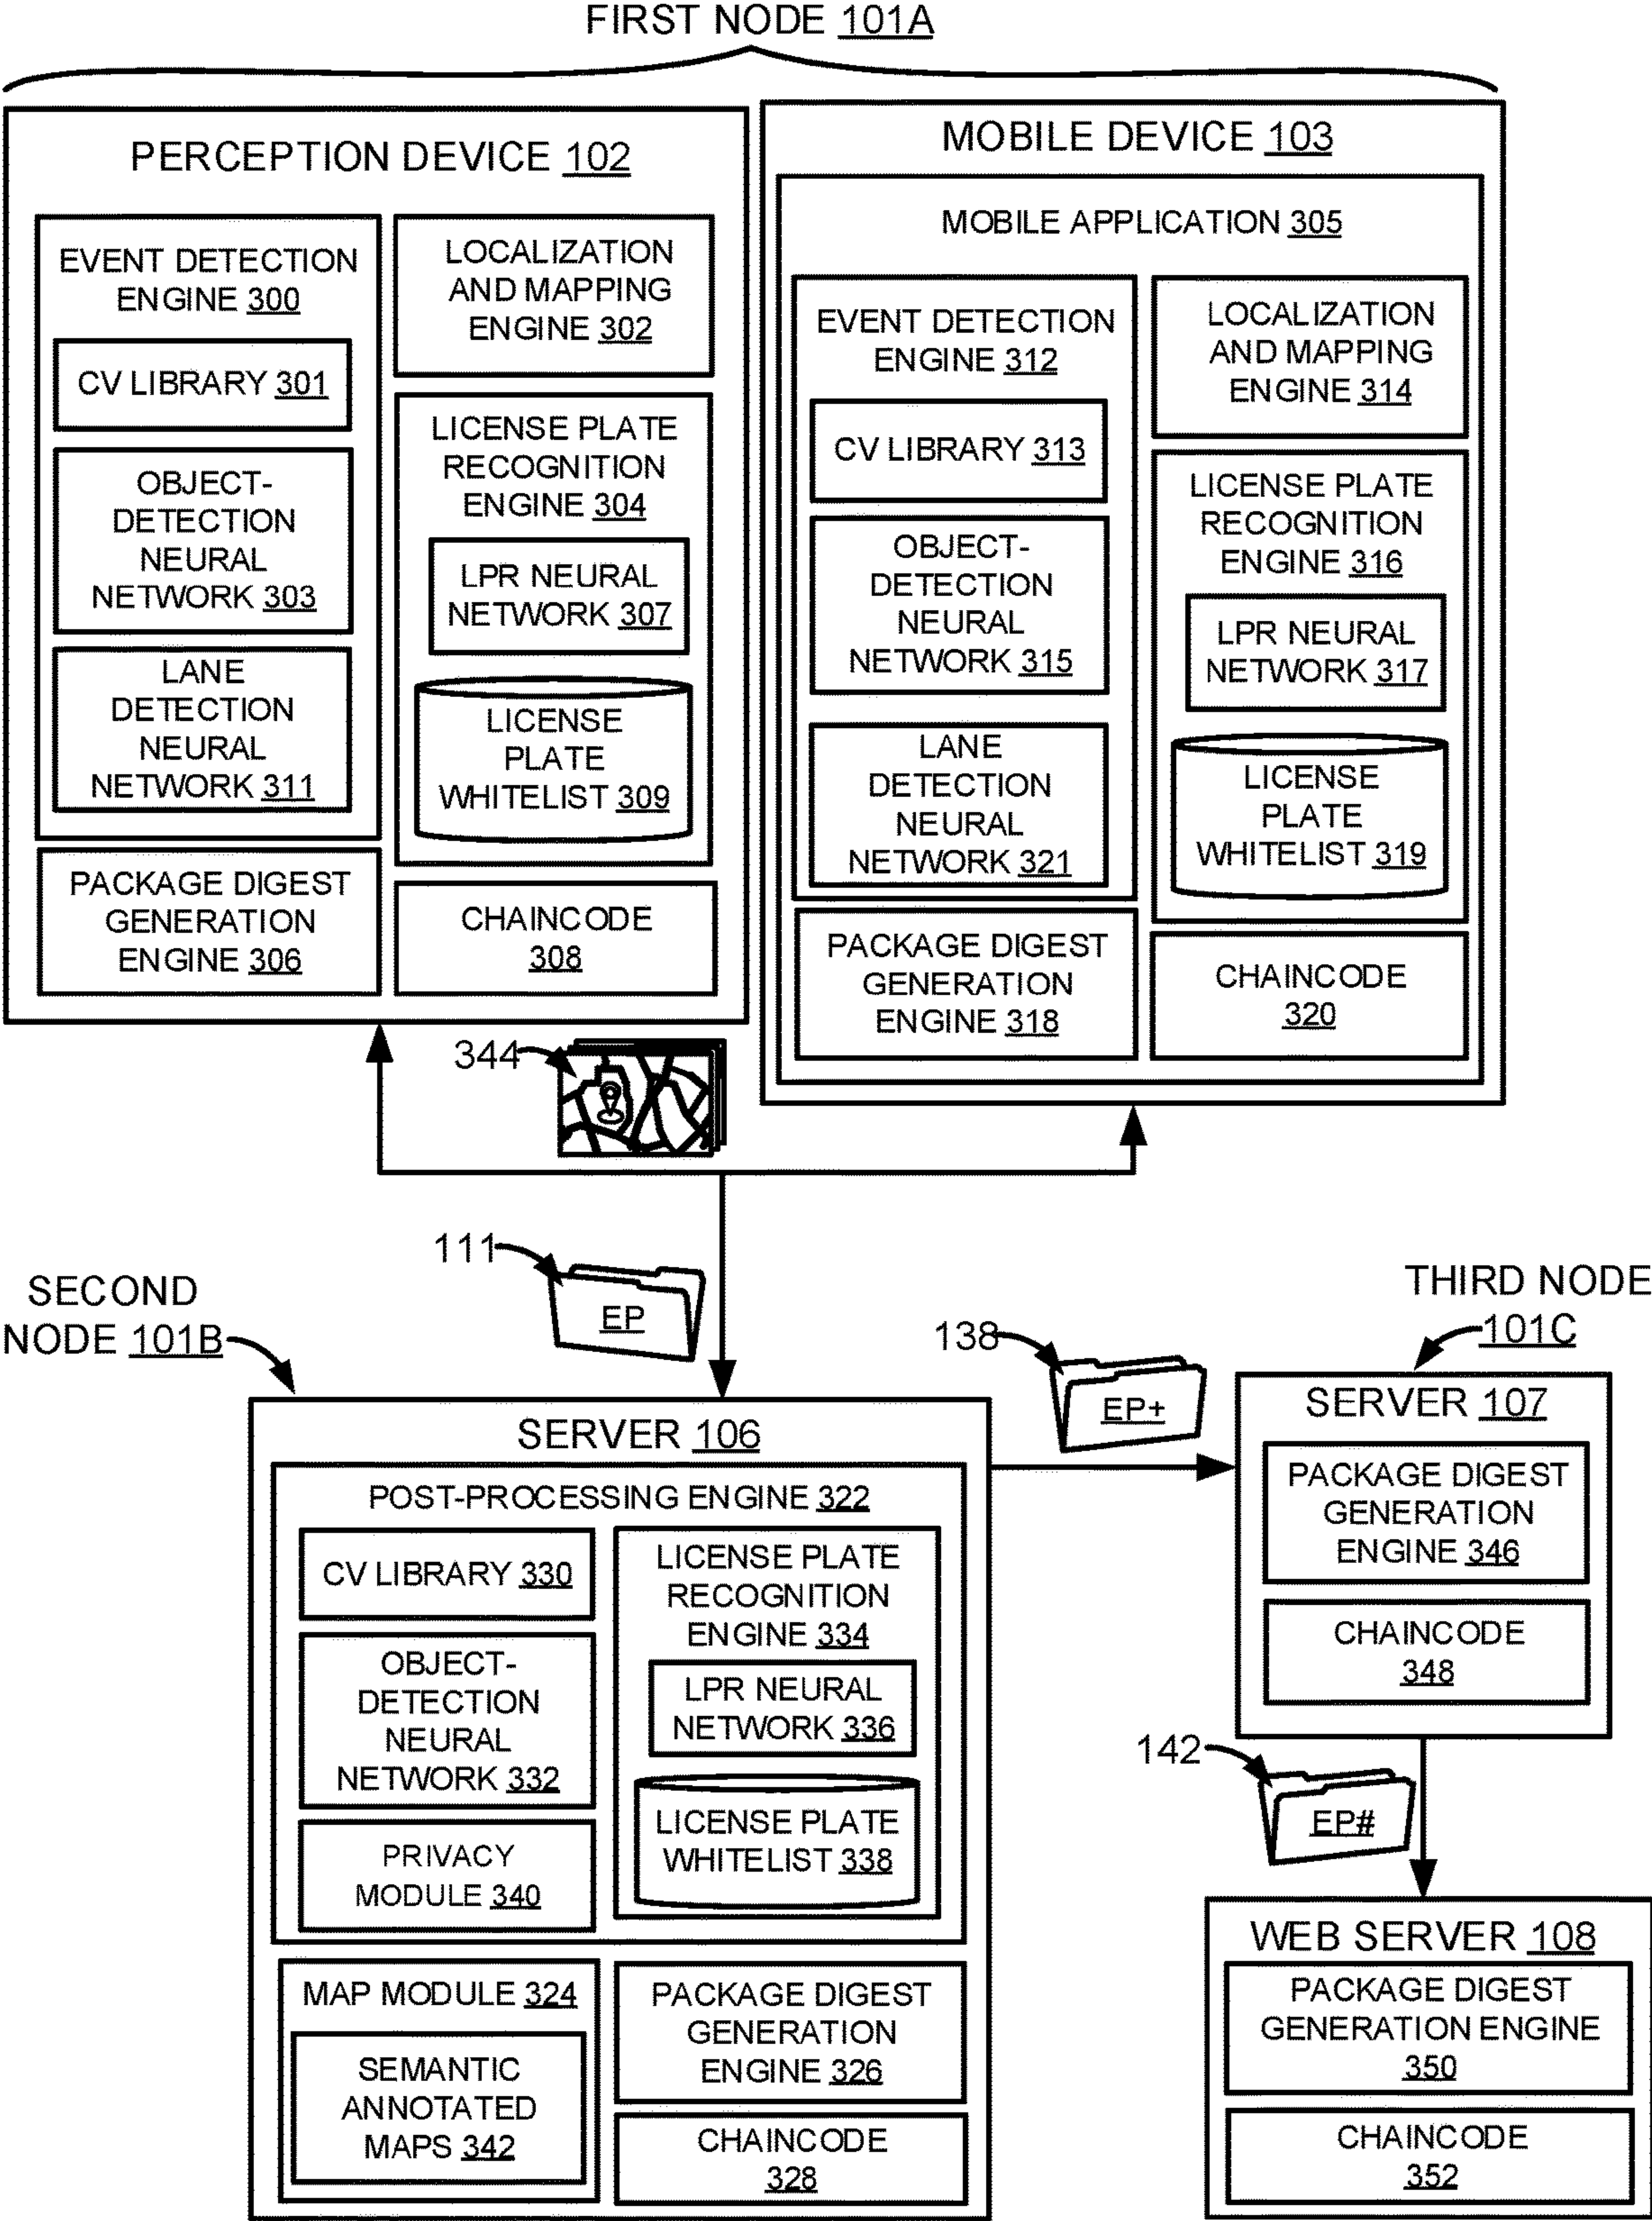 FIRST NODE 101A
PERCEPTION DEVICE 102
EVENT DETECTION
ENGINE 300
CV LIBRARY 301
OBJECT-
DETECTION
NEURAL
NETWORK 303
LANE
DETECTION
NEURAL
NETWORK 311
LOCALIZATION
AND MAPPING
ENGINE 302
LICENSE PLATE
RECOGNITION
ENGINE 304
LPR NEURAL
NETWORK 307
LICENSE
PLATE
WHITELIST 309
PACKAGE DIGEST
GENERATION
ENGINE 306
CHAINCODE
308
MOBILE DEVICE 103
MOBILE APPLICATION 305
EVENT DETECTION
ENGINE 312
CV LIBRARY 313
OBJECT-
DETECTION
NEURAL
NETWORK 315
LANE
DETECTION
NEURAL
NETWORK 321
LOCALIZATION
AND MAPPING
ENGINE 314
LICENSE PLATE
RECOGNITION
ENGINE 316
LPR NEURAL
NETWORK 317
LICENSE
PLATE
WHITELIST 319
PACKAGE DIGEST
GENERATION
ENGINE 318
CHAINCODE
320
344
111
EP
SECOND
NODE 101B
138
EP+
THIRD NODE
101C
SERVER 106
POST-PROCESSING ENGINE 322
CV LIBRARY 330
OBJECT-
DETECTION
NEURAL
NETWORK 332
PRIVACY
MODULE 340
LICENSE PLATE
RECOGNITION
ENGINE 334
LPR NEURAL
NETWORK 336
LICENSE PLATE
WHITELIST 338
MAP MODULE 324
SEMANTIC
ANNOTATED
MAPS 342
PACKAGE DIGEST
GENERATION
ENGINE 326
CHAINCODE
328
SERVER 107
PACKAGE DIGEST
GENERATION
ENGINE 346
CHAINCODE
348
142
EP#
WEB SERVER 108
PACKAGE DIGEST
GENERATION ENGINE
350
CHAINCODE
352